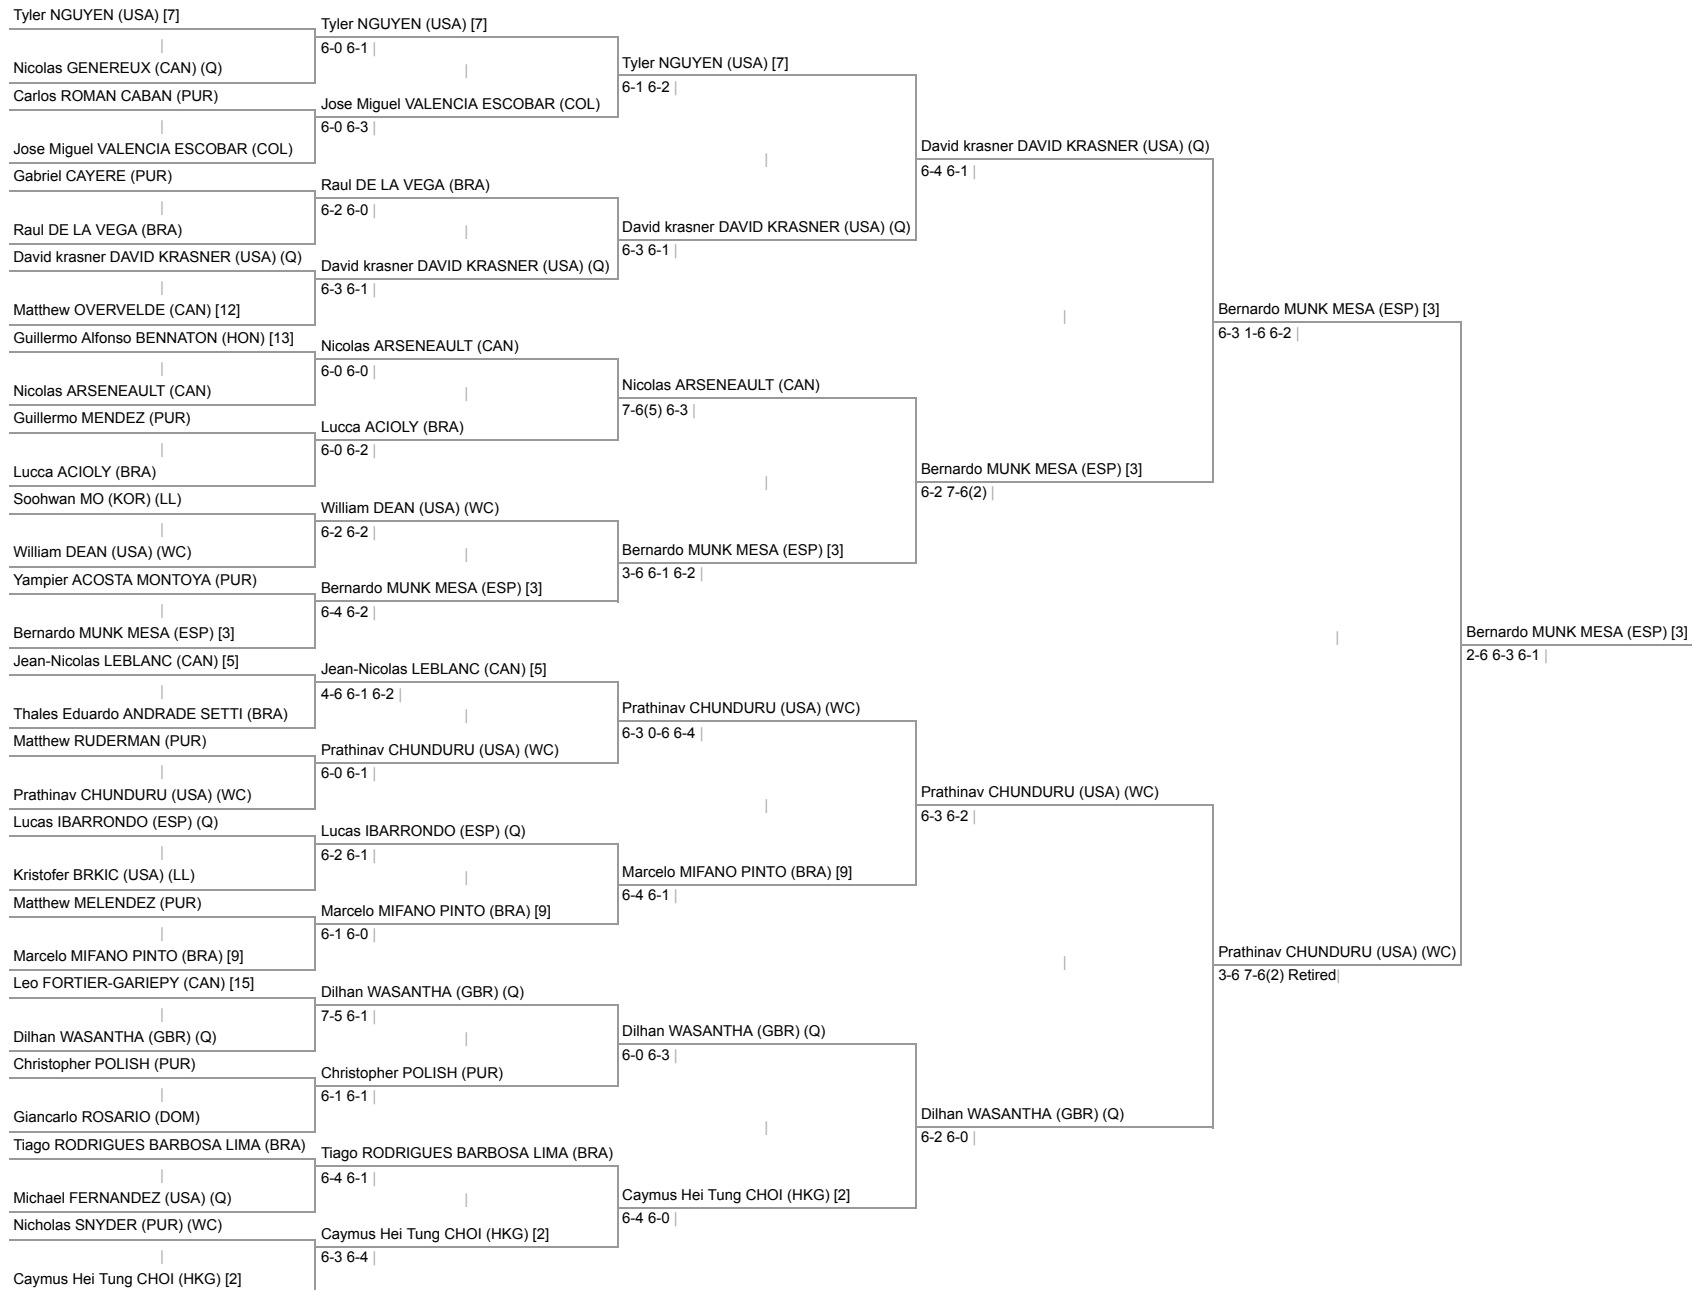 Tyler NGUYEN (USA) [7]
Nicolas GENEREUX (CAN) (Q)
Carlos ROMAN CABAN (PUR)
Jose Miguel VALENCIA ESCOBAR (COL)
Gabriel CAYERE (PUR)
Raul DE LA VEGA (BRA)
David krasner DAVID KRASNER (USA) (Q)
Matthew OVERVELDE (CAN) [12]
Guillermo Alfonso BENNATON (HON) [13]
Nicolas ARSENEAULT (CAN)
Guillermo MENDEZ (PUR)
Lucca ACIOLY (BRA)
Soohwan MO (KOR) (LL)
William DEAN (USA) (WC)
Yampier ACOSTA MONTOYA (PUR)
Bernardo MUNK MESA (ESP) [3]
Jean-Nicolas LEBLANC (CAN) [5]
Thales Eduardo ANDRADE SETTI (BRA)
Matthew RUDERMAN (PUR)
Prathinav CHUNDURU (USA) (WC)
Lucas IBARRONDO (ESP) (Q)
Kristofer BRKIC (USA) (LL)
Matthew MELENDEZ (PUR)
Marcelo MIFANO PINTO (BRA) [9]
Leo FORTIER-GARIEPY (CAN) [15]
Dilhan WASANTHA (GBR) (Q)
Christopher POLISH (PUR)
Giancarlo ROSARIO (DOM)
Tiago RODRIGUES BARBOSA LIMA (BRA)
Michael FERNANDEZ (USA) (Q)
Nicholas SNYDER (PUR) (WC)
Caymus Hei Tung CHOI (HKG) [2]
Tyler NGUYEN (USA) [7]
6-0 6-1 |
Jose Miguel VALENCIA ESCOBAR (COL)
6-0 6-3 |
Raul DE LA VEGA (BRA)
6-2 6-0 |
David krasner DAVID KRASNER (USA) (Q)
6-3 6-1 |
Nicolas ARSENEAULT (CAN)
6-0 6-0 |
Lucca ACIOLY (BRA)
6-0 6-2 |
William DEAN (USA) (WC)
6-2 6-2 |
Bernardo MUNK MESA (ESP) [3]
6-4 6-2 |
Jean-Nicolas LEBLANC (CAN) [5]
4-6 6-1 6-2 |
Prathinav CHUNDURU (USA) (WC)
6-0 6-1 |
Lucas IBARRONDO (ESP) (Q)
6-2 6-1 |
Marcelo MIFANO PINTO (BRA) [9]
6-1 6-0 |
Dilhan WASANTHA (GBR) (Q)
7-5 6-1 |
Christopher POLISH (PUR)
6-1 6-1 |
Tiago RODRIGUES BARBOSA LIMA (BRA)
6-4 6-1 |
Caymus Hei Tung CHOI (HKG) [2]
6-3 6-4 |
Tyler NGUYEN (USA) [7]
6-1 6-2 |
David krasner DAVID KRASNER (USA) (Q)
6-3 6-1 |
Nicolas ARSENEAULT (CAN)
7-6(5) 6-3 |
Bernardo MUNK MESA (ESP) [3]
3-6 6-1 6-2 |
Prathinav CHUNDURU (USA) (WC)
6-3 0-6 6-4 |
Marcelo MIFANO PINTO (BRA) [9]
6-4 6-1 |
Dilhan WASANTHA (GBR) (Q)
6-0 6-3 |
Caymus Hei Tung CHOI (HKG) [2]
6-4 6-0 |
David krasner DAVID KRASNER (USA) (Q)
6-4 6-1 |
Bernardo MUNK MESA (ESP) [3]
6-2 7-6(2) |
Prathinav CHUNDURU (USA) (WC)
6-3 6-2 |
Dilhan WASANTHA (GBR) (Q)
6-2 6-0 |
Bernardo MUNK MESA (ESP) [3]
6-3 1-6 6-2 |
Prathinav CHUNDURU (USA) (WC)
3-6 7-6(2) Retired|
Bernardo MUNK MESA (ESP) [3]
2-6 6-3 6-1 |